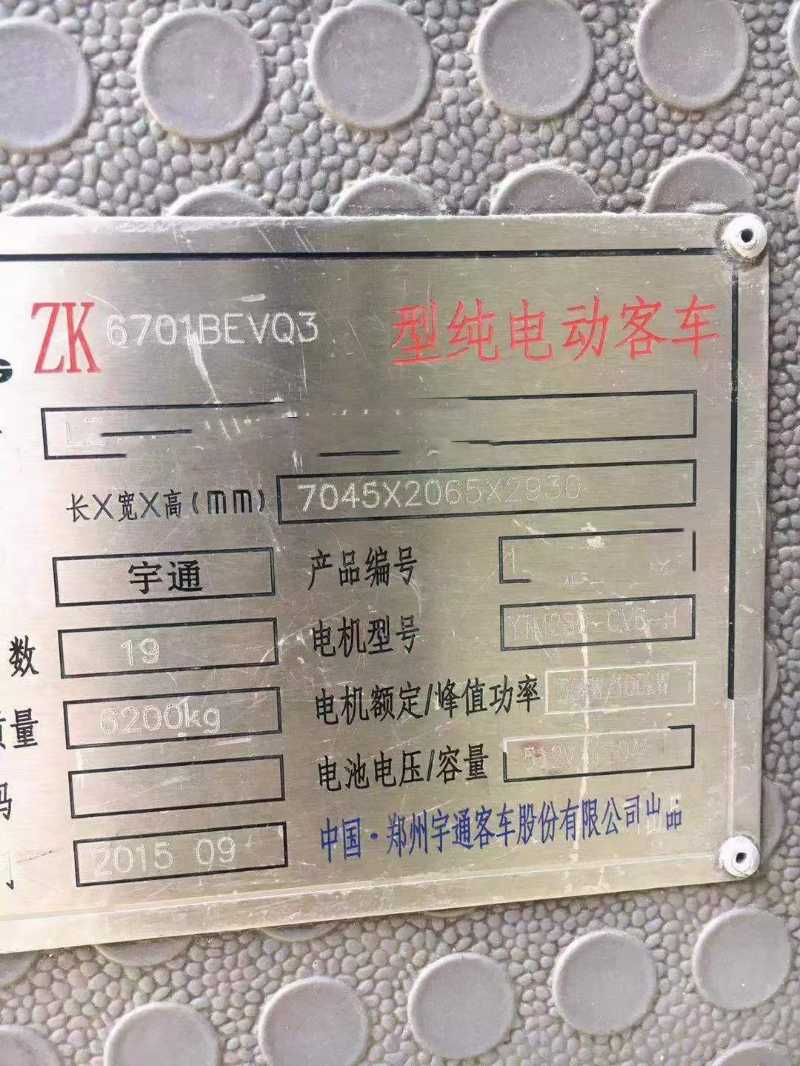 ZK 6701BEVQ3 型纯电动客车
长X宽X高(mm) 7045X2065X2930
宇通 产品编号
数 19 电机型号
质量 6200kg 电机额定/峰值功率
码 电池电压/容量
2015 09 中国·郑州宇通客车股份有限公司出品